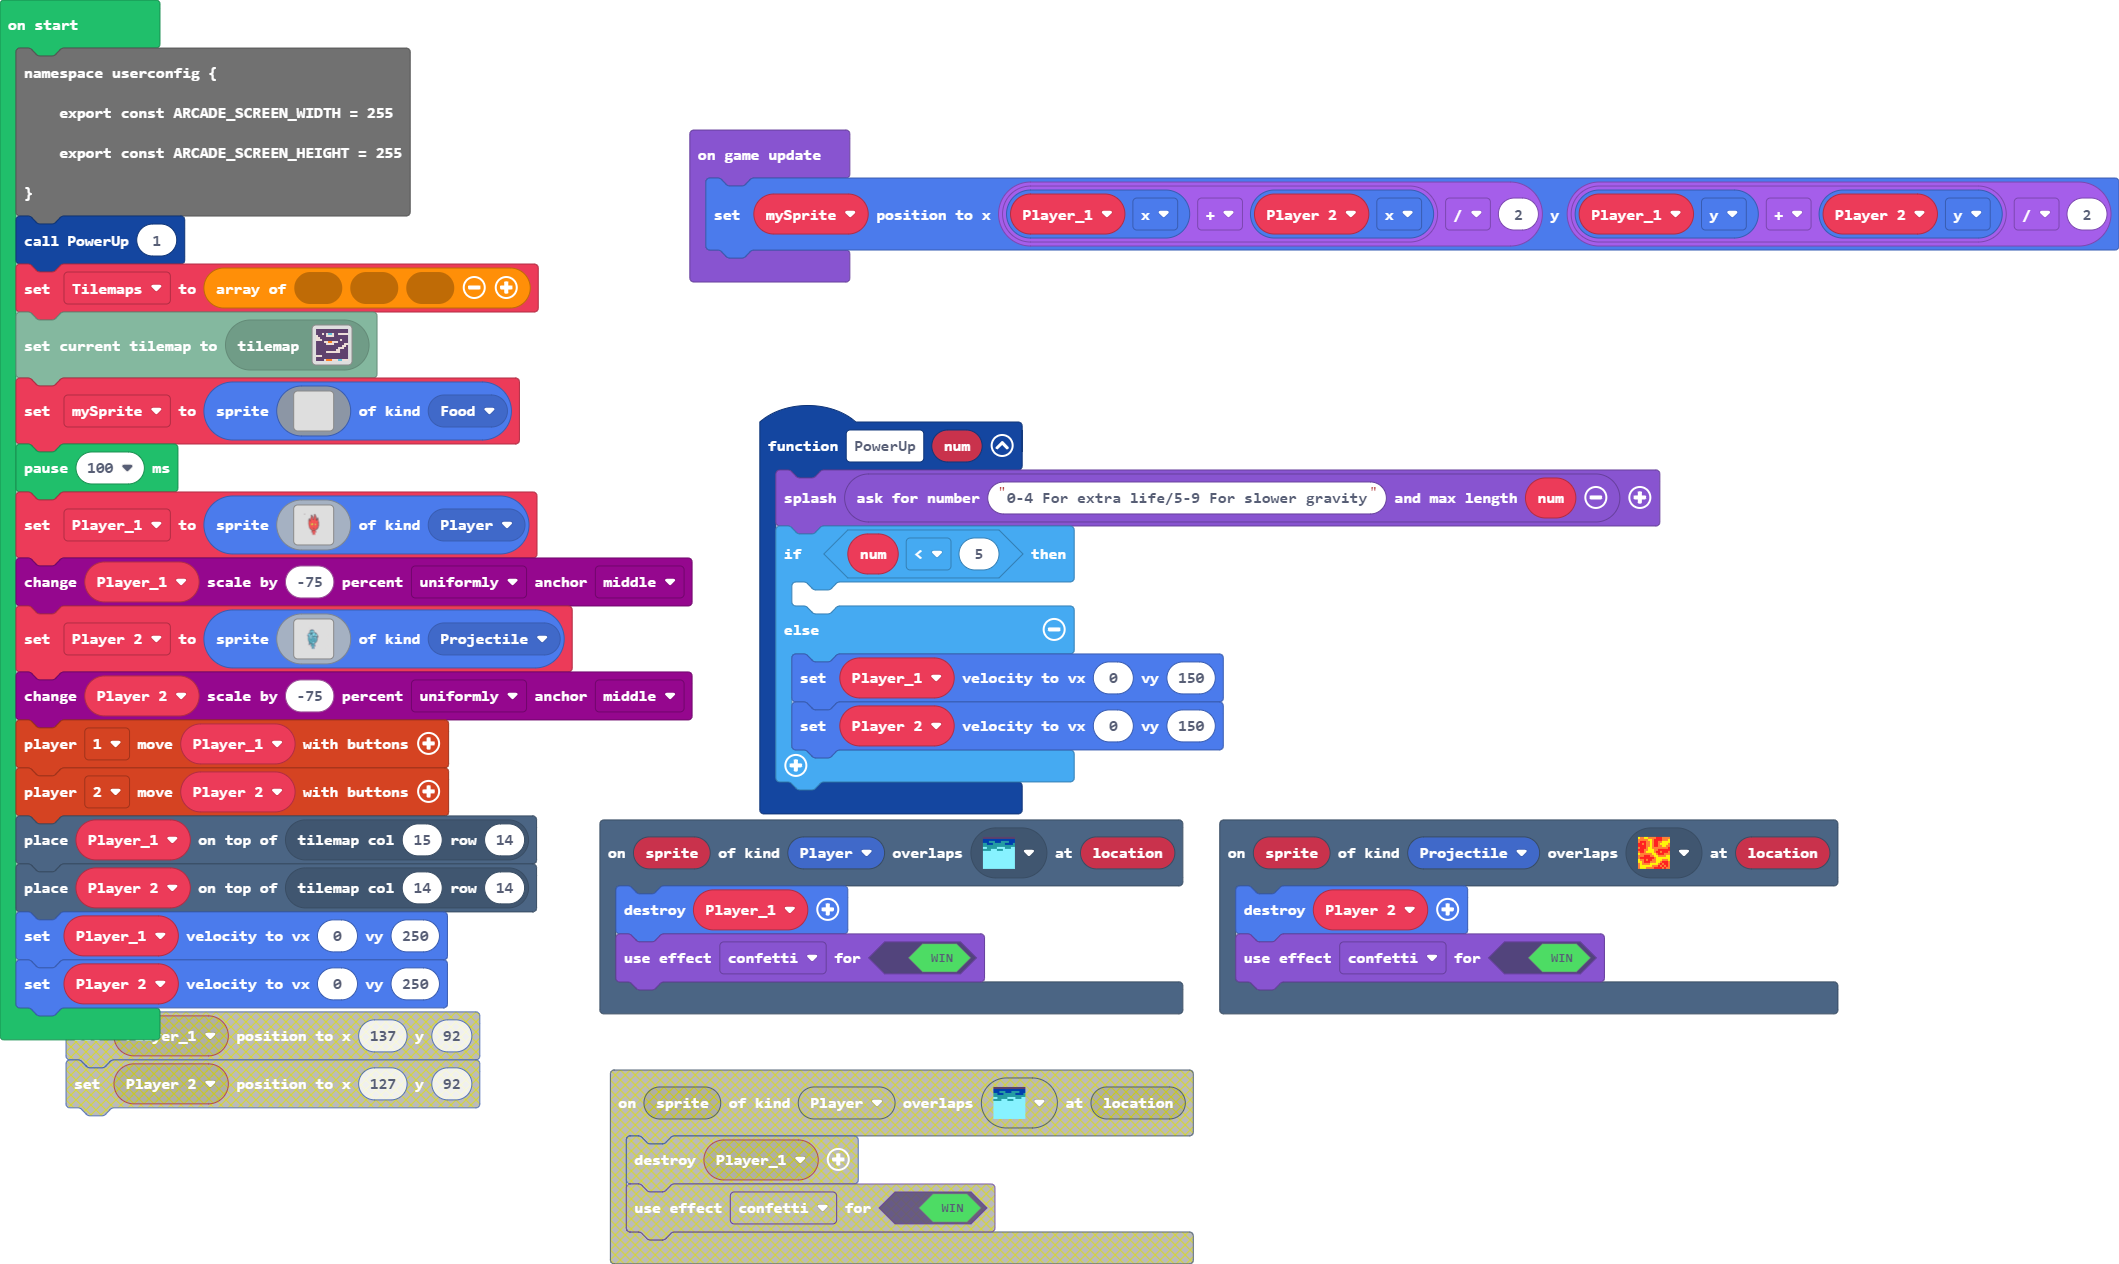 on start
namespace userconfig {
export const ARCADE_SCREEN_WIDTH = 255
export const ARCADE_SCREEN_HEIGHT = 255
}
call PowerUp 1
set Tilemaps to array of
set current tilemap to tilemap
set mySprite to sprite of kind Food
pause 100 ms
set Player_1 to sprite of kind Player
change Player_1 scale by -75 percent uniformly anchor middle
set Player 2 to sprite of kind Projectile
change Player 2 scale by -75 percent uniformly anchor middle
player 1 move Player_1 with buttons
player 2 move Player 2 with buttons
place Player_1 on top of tilemap col 15 row 14
place Player 2 on top of tilemap col 14 row 14
set Player_1 velocity to vx 0 vy 250
set Player 2 velocity to vx 0 vy 250
er_1 position to x 137 y 92
set Player 2 position to x 127 y 92
on game update
set mySprite position to x Player_1 x + Player 2 x / 2 y Player_1 y + Player 2 y / 2
function PowerUp num
splash ask for number "0-4 For extra life/5-9 For slower gravity" and max length num
if num < 5 then
else
set Player_1 velocity to vx 0 vy 150
set Player 2 velocity to vx 0 vy 150
on sprite of kind Player overlaps at location
destroy Player_1
use effect confetti for WIN
on sprite of kind Projectile overlaps at location
destroy Player 2
use effect confetti for WIN
on sprite of kind Player overlaps at location
destroy Player_1
use effect confetti for WIN